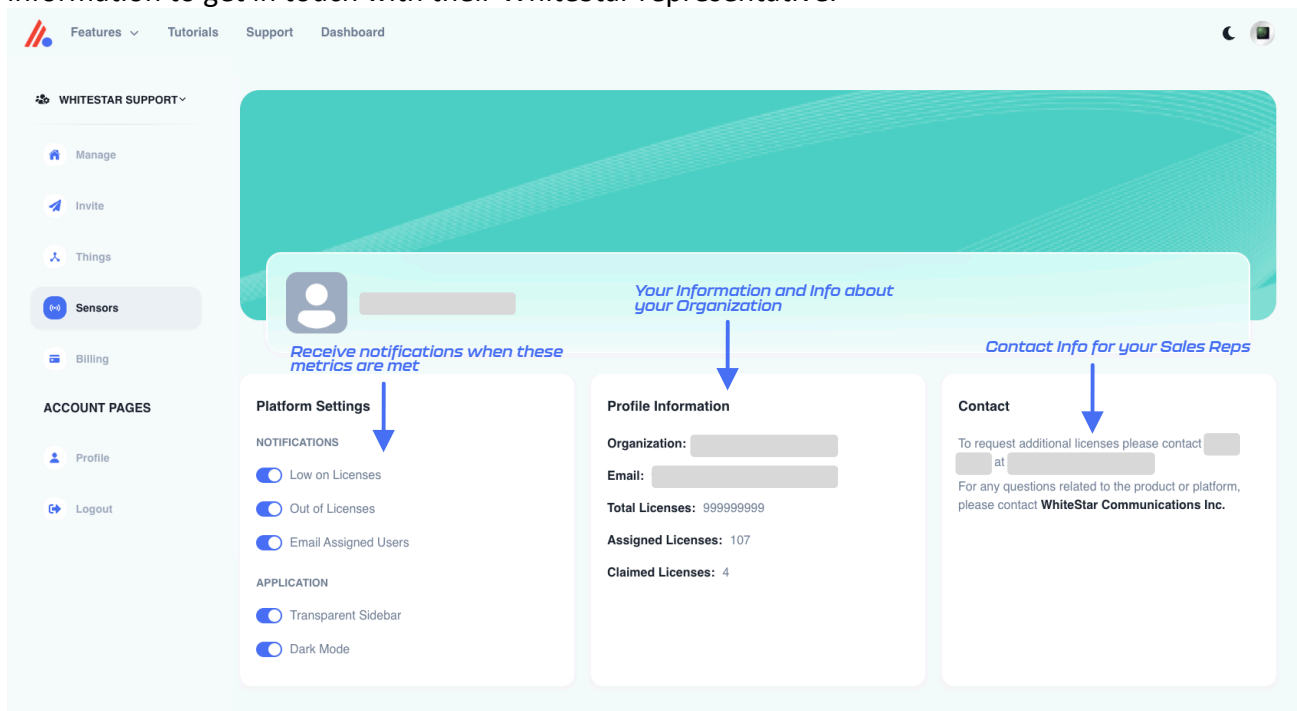 information to get in touch with their Whitestar representative.
Features Tutorials Support Dashboard
WHITESTAR SUPPORT
Manage
Invite
Things
Sensors
Billing
ACCOUNT PAGES
Profile
Logout
Your Information and Info about
your Organization
Receive notifications when these
metrics are met
Contact Info for your Sales Reps
Platform Settings
NOTIFICATIONS
Low on Licenses
Out of Licenses
Email Assigned Users
APPLICATION
Transparent Sidebar
Dark Mode
Profile Information
Organization:
Email:
Total Licenses: 999999999
Assigned Licenses: 107
Claimed Licenses: 4
Contact
To request additional licenses please contact
at
For any questions related to the product or platform,
please contact WhiteStar Communications Inc.